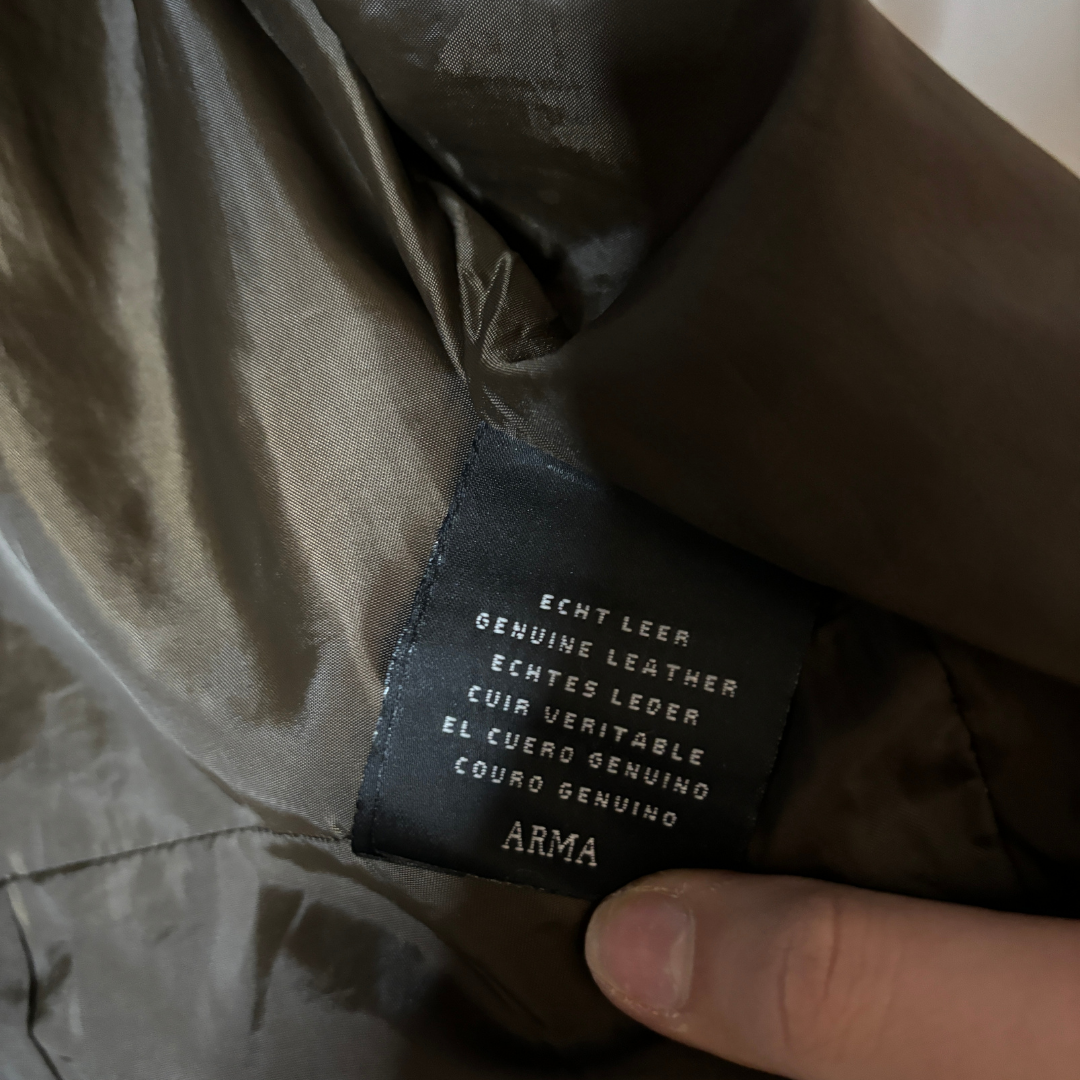 ECHT LEER
GENUINE LEATHER
ECHTES LEDER
CUIR VERITABLE
EL CUERO GENUINO
COURO GENUINO
ARMA